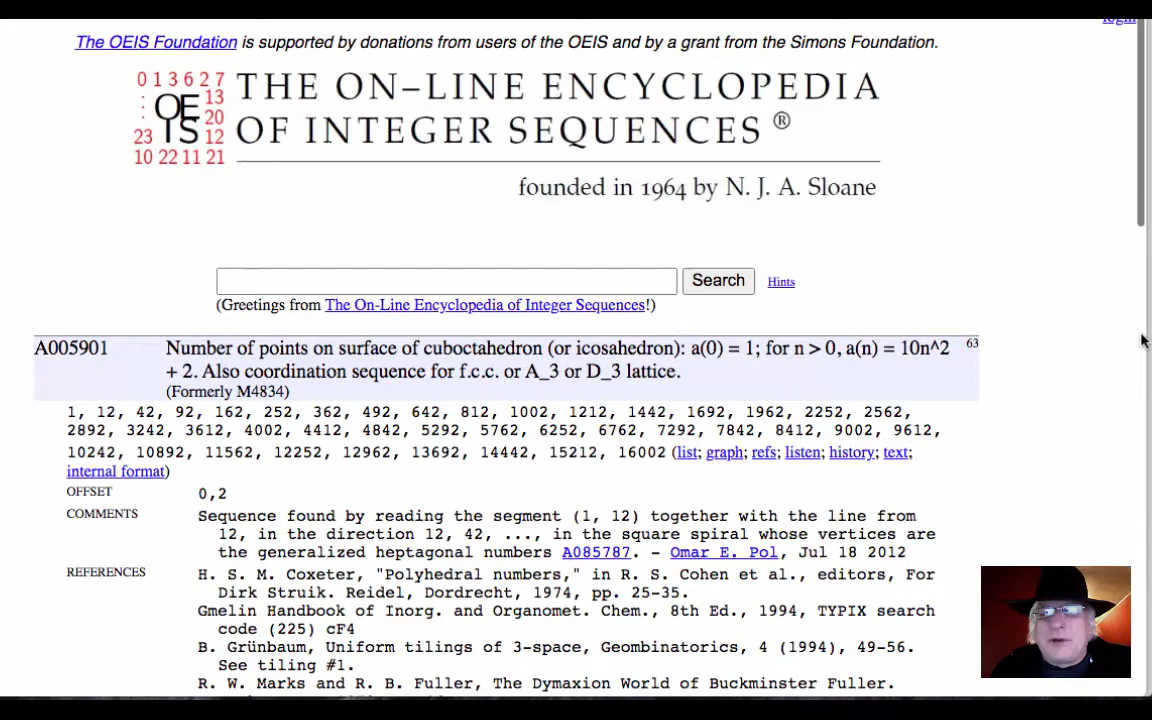 login
The OEIS Foundation is supported by donations from users of the OEIS and by a grant from the Simons Foundation.
0 1 3 6 2 7
: OE 13
: IS 20
23 12
10 22 11 21
THE ON–LINE ENCYCLOPEDIA
OF INTEGER SEQUENCES ®
founded in 1964 by N. J. A. Sloane
Search Hints
(Greetings from The On-Line Encyclopedia of Integer Sequences!)
A005901 Number of points on surface of cuboctahedron (or icosahedron): a(0) = 1; for n > 0, a(n) = 10n^2 63
+ 2. Also coordination sequence for f.c.c. or A_3 or D_3 lattice.
(Formerly M4834)
1, 12, 42, 92, 162, 252, 362, 492, 642, 812, 1002, 1212, 1442, 1692, 1962, 2252, 2562,
2892, 3242, 3612, 4002, 4412, 4842, 5292, 5762, 6252, 6762, 7292, 7842, 8412, 9002, 9612,
10242, 10892, 11562, 12252, 12962, 13692, 14442, 15212, 16002 (list; graph; refs; listen; history; text;
internal format)
OFFSET 0,2
COMMENTS Sequence found by reading the segment (1, 12) together with the line from
12, in the direction 12, 42, ..., in the square spiral whose vertices are
the generalized heptagonal numbers A085787. - Omar E. Pol, Jul 18 2012
REFERENCES H. S. M. Coxeter, "Polyhedral numbers," in R. S. Cohen et al., editors, For
Dirk Struik. Reidel, Dordrecht, 1974, pp. 25-35.
Gmelin Handbook of Inorg. and Organomet. Chem., 8th Ed., 1994, TYPIX search
code (225) cF4
B. Grünbaum, Uniform tilings of 3-space, Geombinatorics, 4 (1994), 49-56.
See tiling #1.
R. W. Marks and R. B. Fuller, The Dymaxion World of Buckminster Fuller.